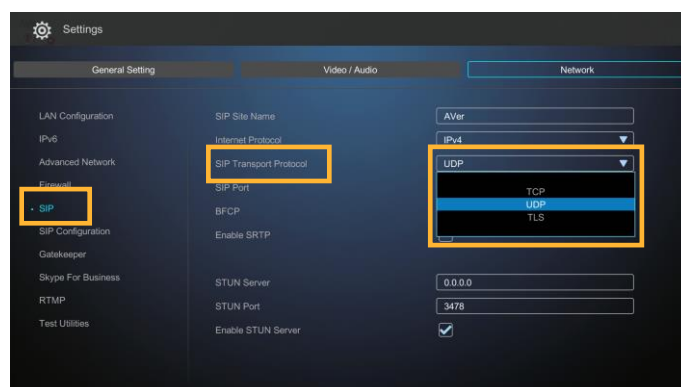 Settings
General Setting
Video / Audio
Network
LAN Configuration
SIP Site Name
AVer
IPv6
Internet Protocol
IPv4
Advanced Network
SIP Transport Protocol
UDP
Firewall
SIP Port
TCP
SIP
BFCP
UDP
TLS
SIP Configuration
Enable SRTP
Gatekeeper
Skype For Business
STUN Server
0.0.0.0
RTMP
STUN Port
3478
Test Utilities
Enable STUN Server